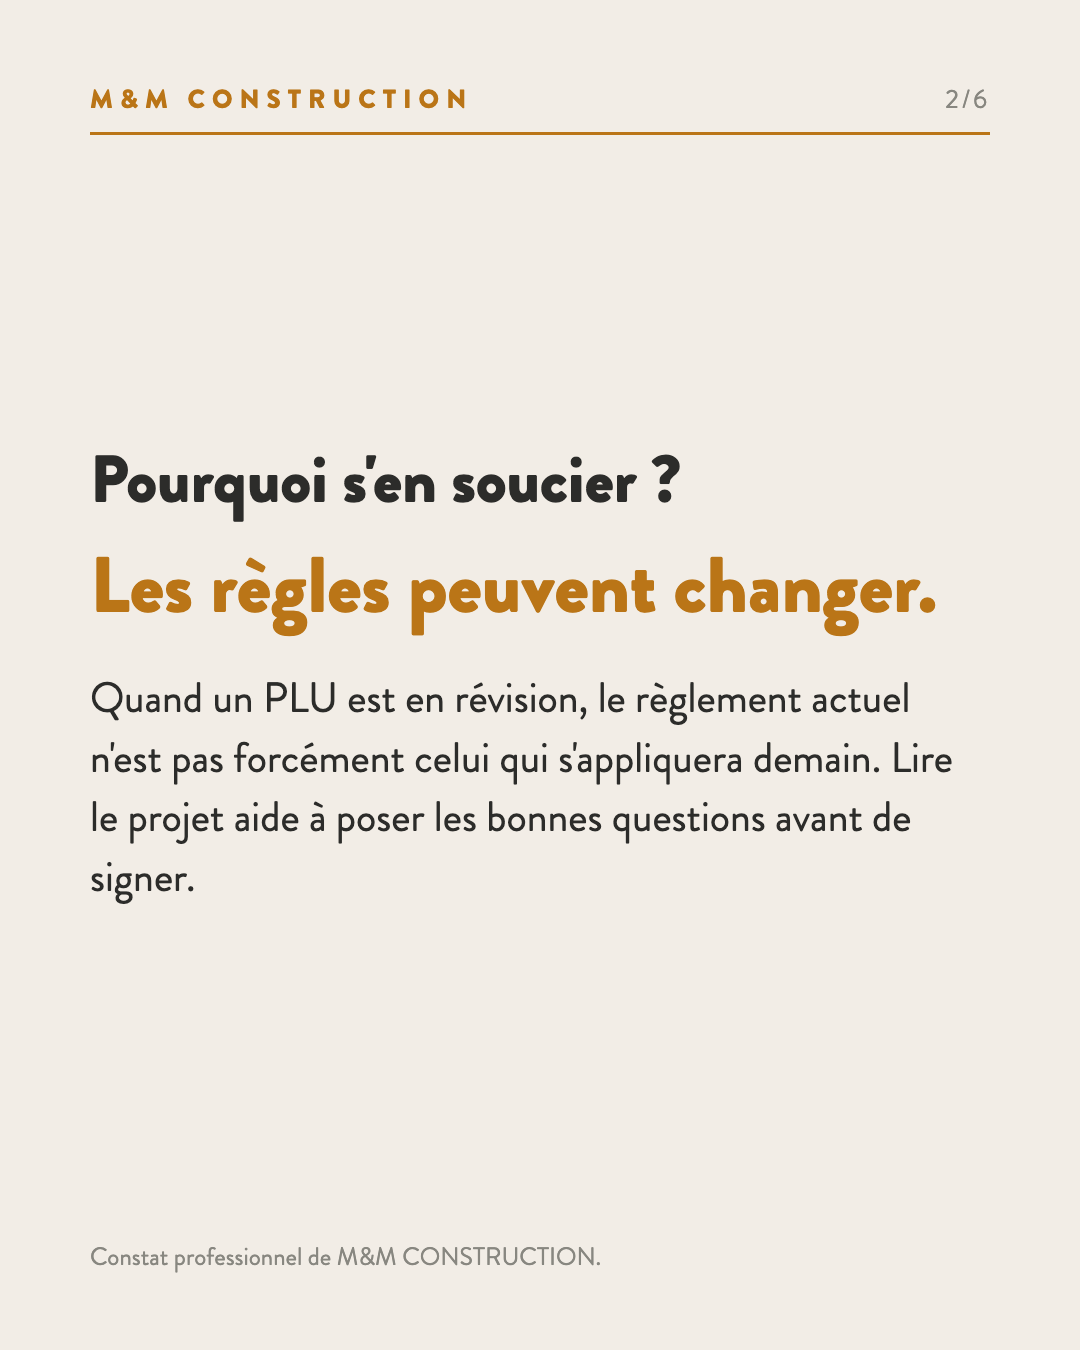 M&M CONSTRUCTION
2/6
Pourquoi s'en soucier ?
Les règles peuvent changer.
Quand un PLU est en révision, le règlement actuel
n'est pas forcément celui qui s'appliquera demain. Lire
le projet aide à poser les bonnes questions avant de
signer.
Constat professionnel de M&M CONSTRUCTION.